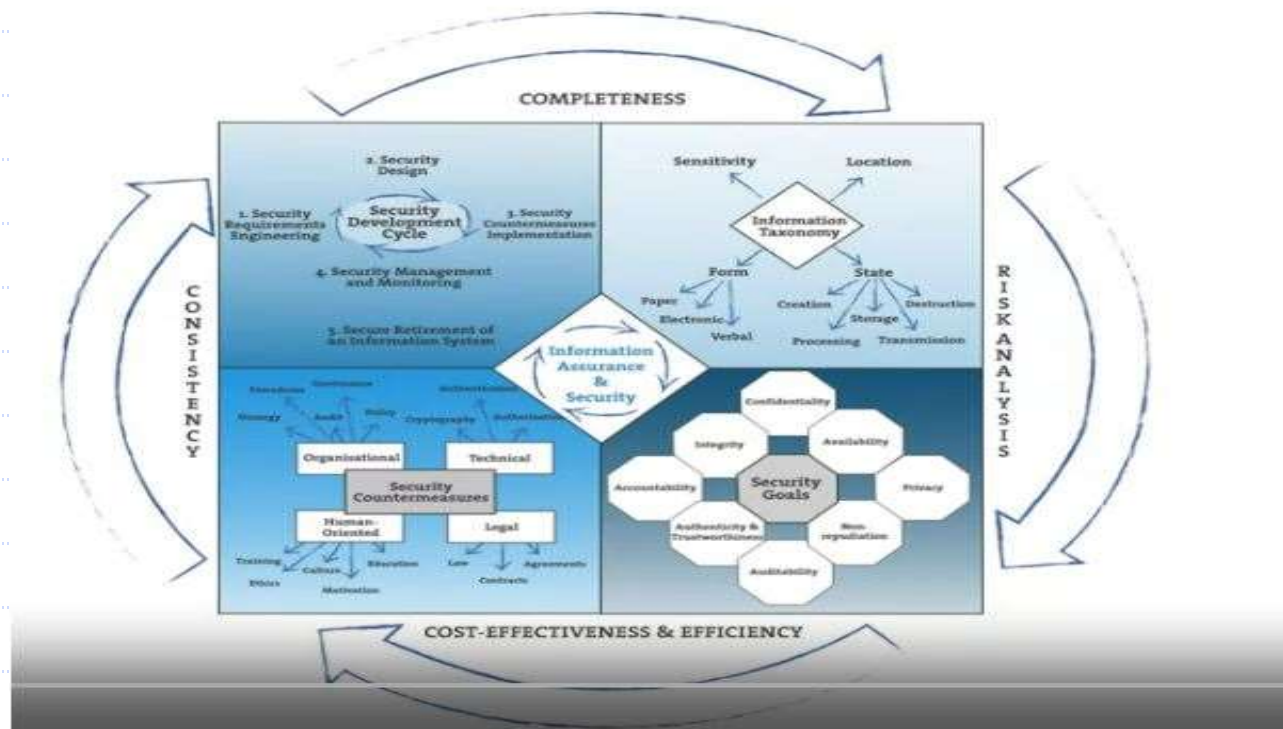 COMPLETENESS
2. Security
Design
1. Security
Requirements
Engineering
Security
Development
Cycle
3. Security
Countermeasures
Implementation
4. Security Management
and Monitoring
5. Secure Retirement of
an Information System
Sensitivity
Location
Information
Taxonomy
Form
State
Paper
Electronic
Verbal
Creation
Storage
Destruction
Processing
Transmission
CONSISTENCY
RISK ANALYSIS
Information
Assurance
&
Security
Strategy
Audit
Policy
Cryptography
Organisational
Technical
Security
Countermeasures
Human-
Oriented
Legal
Training
Ethics
Culture
Motivation
Education
Law
Contracts
Agreements
Confidentiality
Integrity
Availability
Accountability
Security
Goals
Privacy
Authenticity &
Trustworthiness
Non
repudiation
Auditability
COST-EFFECTIVENESS & EFFICIENCY